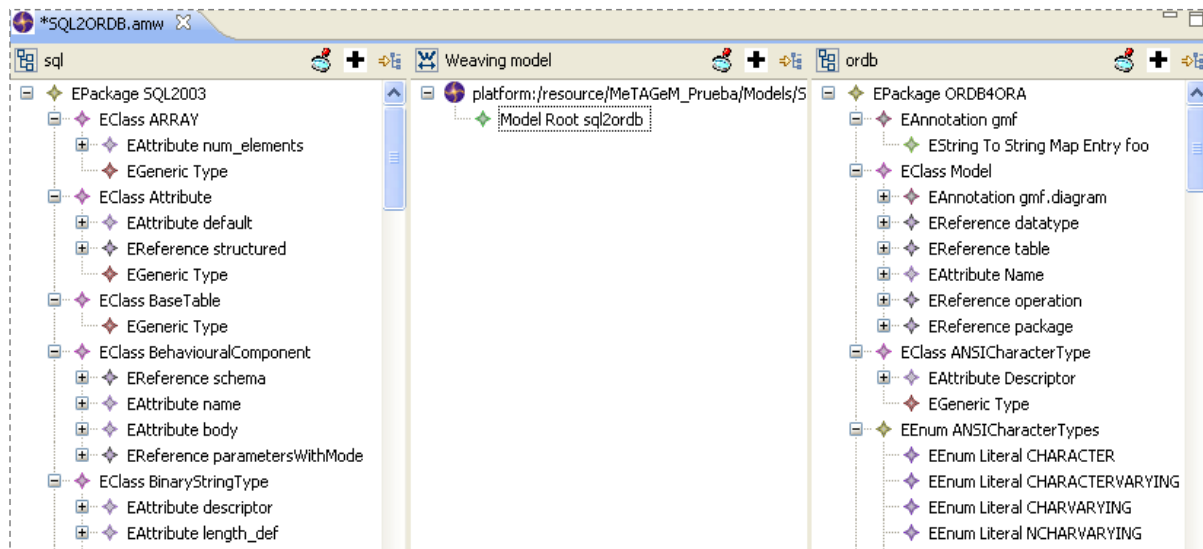 *SQL2ORDB.amw
sql
EPackage SQL2003
EClass ARRAY
EAttribute num_elements
EGeneric Type
EClass Attribute
EAttribute default
EReference structured
EGeneric Type
EClass BaseTable
EGeneric Type
EClass BehaviouralComponent
EReference schema
EAttribute name
EAttribute body
EReference parametersWithMode
EClass BinaryStringType
EAttribute descriptor
EAttribute length_def
Weaving model
platform:/resource/MeTAGeM_Prueba/Models/S
Model Root sql2ordb
ordb
EPackage ORDB4ORA
EAnnotation gmf
EString To String Map Entry foo
EClass Model
EAnnotation gmf.diagram
EReference datatype
EReference table
EAttribute Name
EReference operation
EReference package
EClass ANSICharacterType
EAttribute Descriptor
EGeneric Type
EEnum ANSICharacterTypes
EEnum Literal CHARACTER
EEnum Literal CHARACTERVARYING
EEnum Literal CHARVARYING
EEnum Literal NCHARVARYING